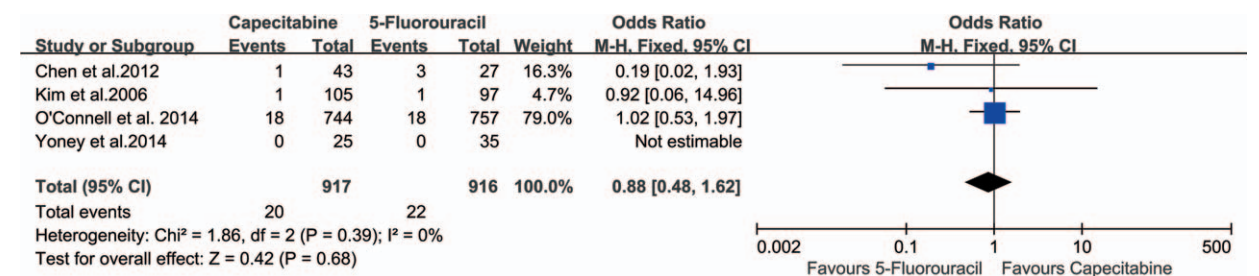 Capecitabine 5-Fluorouracil Odds Ratio Odds Ratio
Study or Subgroup Events Total Events Total Weight M-H. Fixed. 95% CI M-H. Fixed. 95% CI
Chen et al.2012 1 43 3 27 16.3% 0.19 [0.02, 1.93]
Kim et al.2006 1 105 1 97 4.7% 0.92 [0.06, 14.96]
O'Connell et al. 2014 18 744 18 757 79.0% 1.02 [0.53, 1.97]
Yoney et al.2014 0 25 0 35 Not estimable
Total (95% CI) 917 916 100.0% 0.88 [0.48, 1.62]
Total events 20 22
Heterogeneity: Chi² = 1.86, df = 2 (P = 0.39); I² = 0%
Test for overall effect: Z = 0.42 (P = 0.68)
0.002 0.1 1 10 500
Favours 5-Fluorouracil Favours Capecitabine